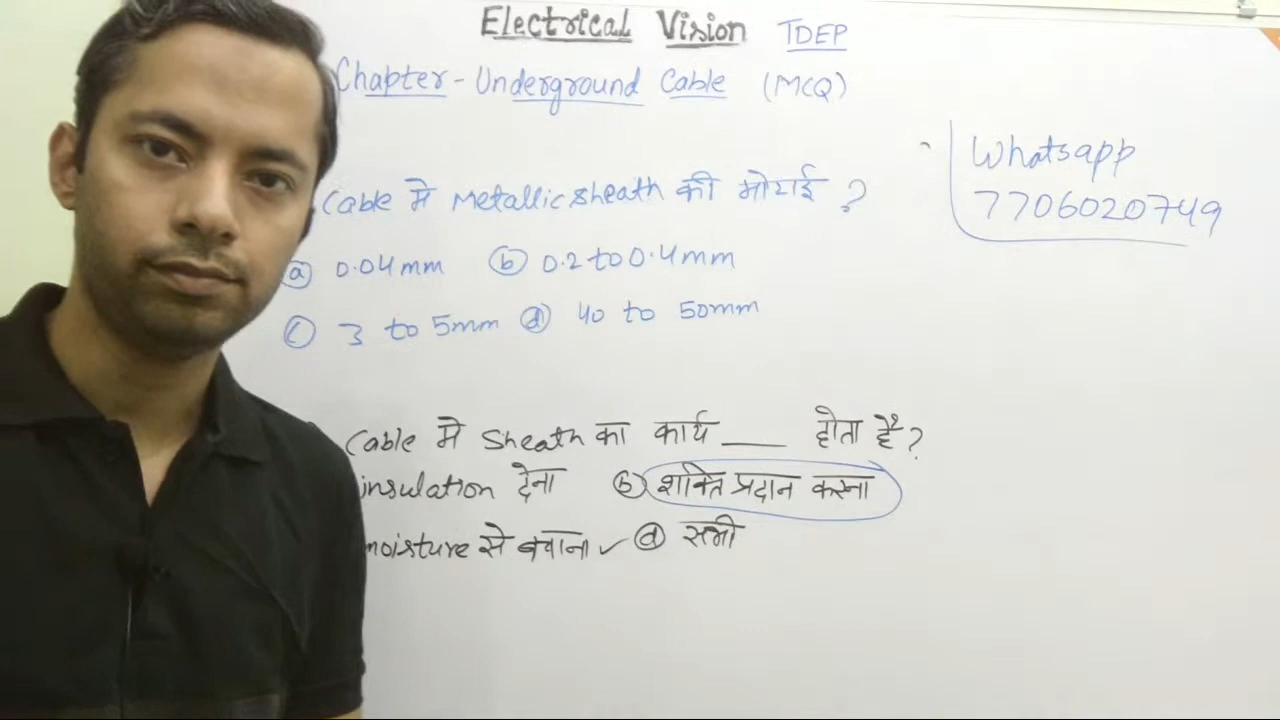 Electrical Vision TDEP
Chapter - Underground Cable (MCQ)
Whatsapp
7706020749
Cable मे Metallic sheath की मोटाई ?
(a) 0.04mm (b) 0.2 to 0.4mm
(c) 3 to 5mm (d) 40 to 50mm
Cable मे Sheath का कार्य ____ होता है?
insulation देना (b) शक्ति प्रदान करना
moisture से बचाना ✓ (d) सभी